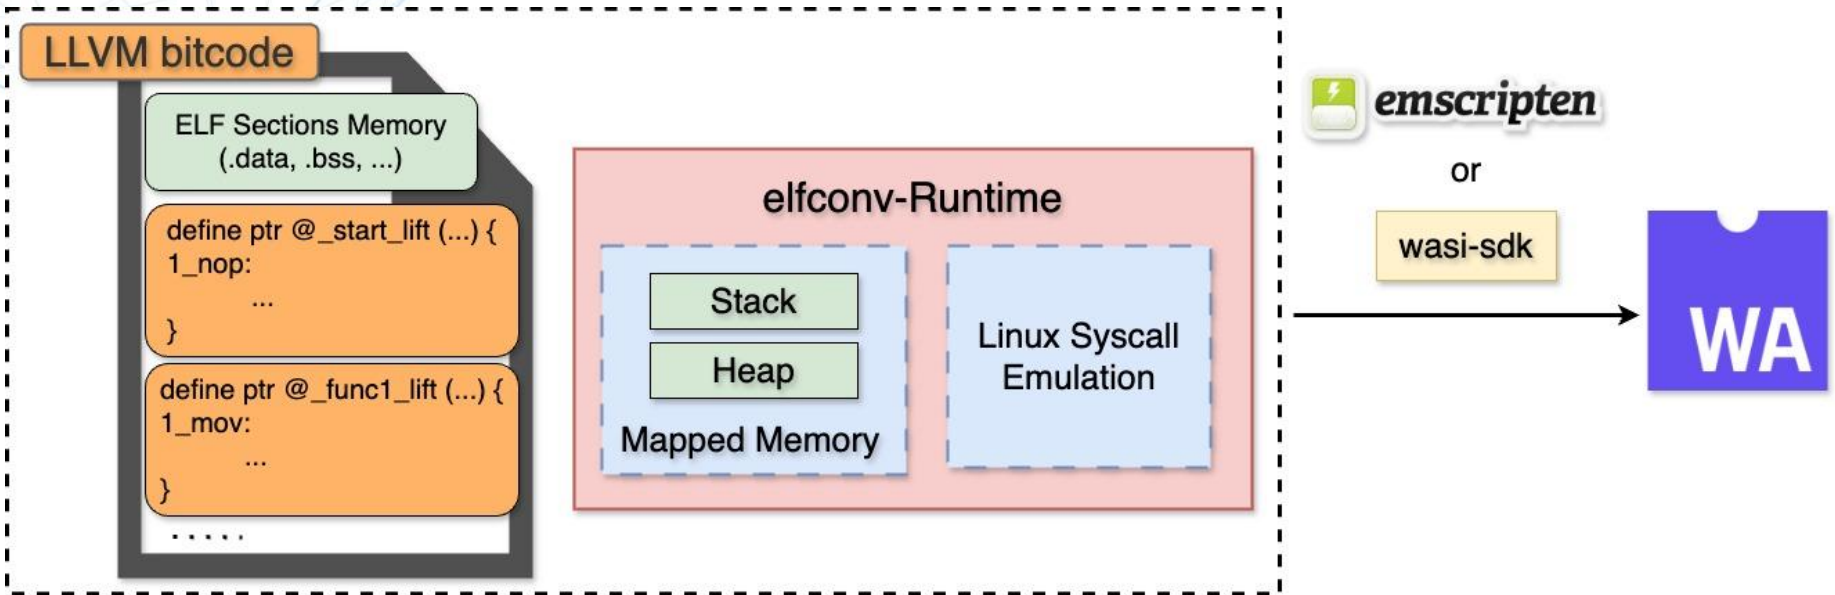 LLVM bitcode
ELF Sections Memory
(.data, .bss, ...)
define ptr @_start_lift (...) {
1_nop:
...
}
define ptr @_func1_lift (...) {
1_mov:
...
}
.....
elfconv-Runtime
Stack
Heap
Mapped Memory
Linux Syscall
Emulation
emscripten
or
wasi-sdk
WA